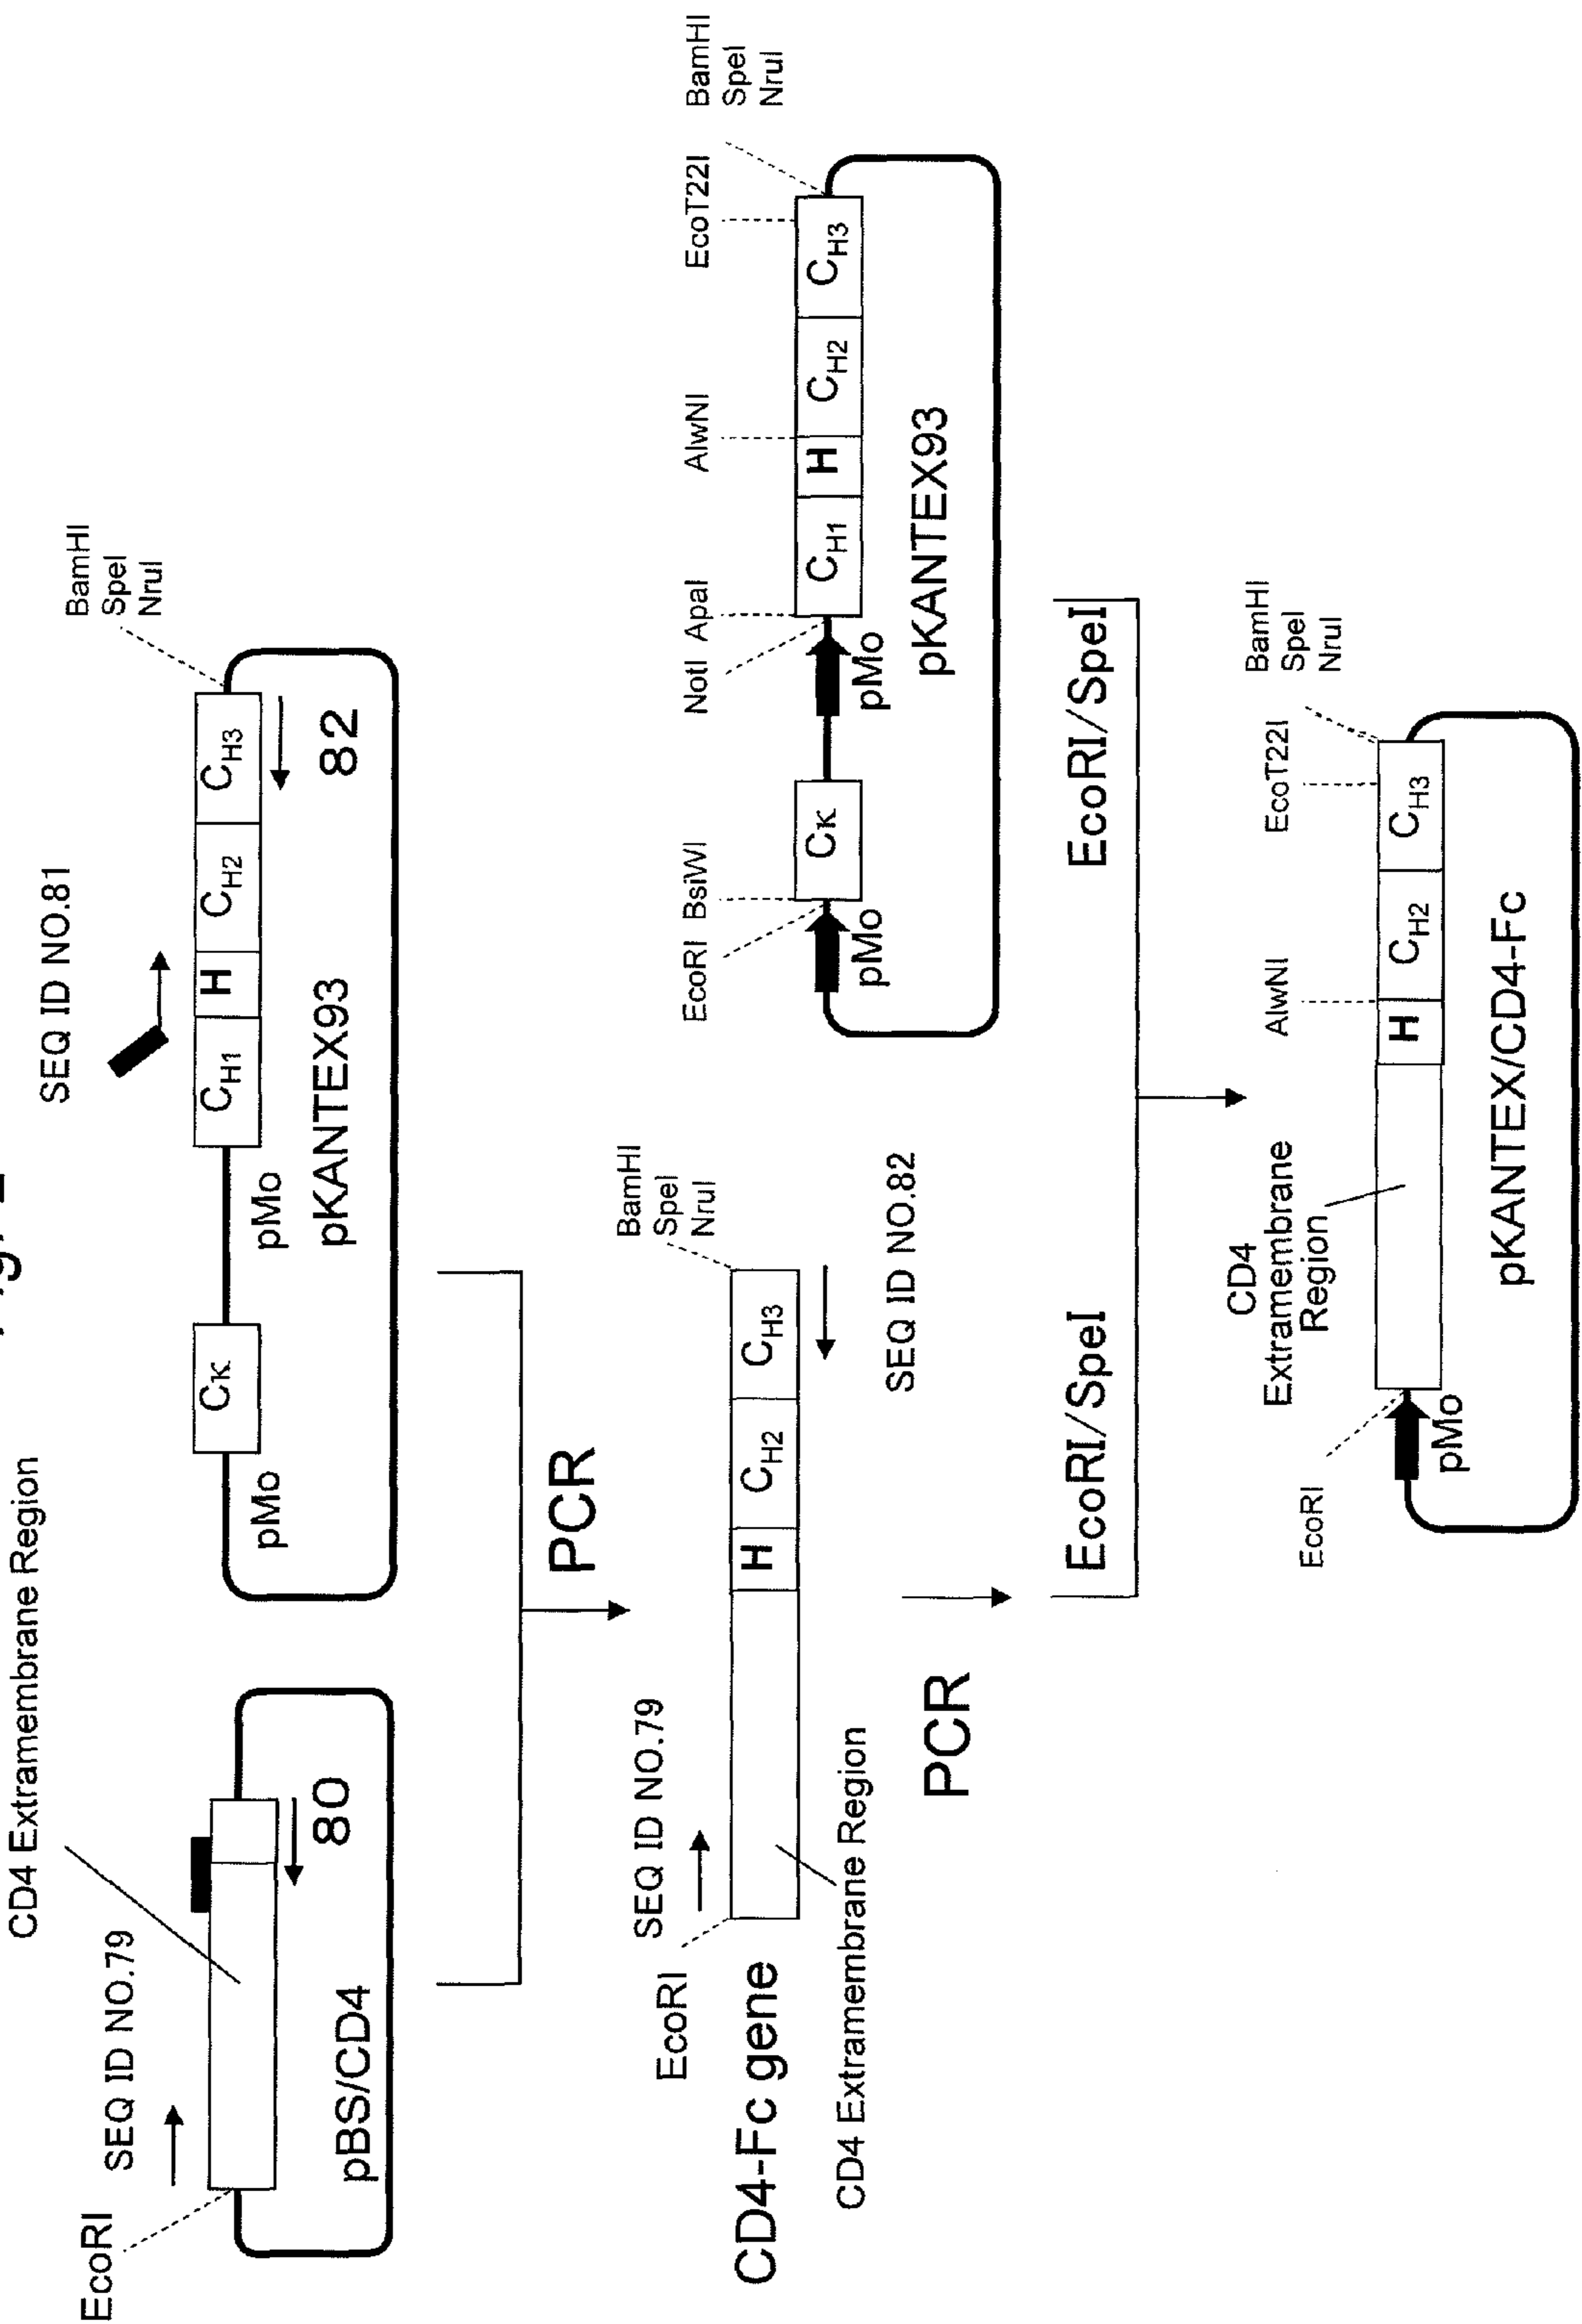 CD4 Extramembrane Region
SEQ ID NO.79
EcoRI
80
pBS/CD4
SEQ ID NO.81
BamHI
SpeI
NruI
Cκ
CH1
H
CH2
CH3
pMo
pMo
82
pKANTEX93
PCR
SEQ ID NO.79
EcoRI
BamHI
SpeI
NruI
H
CH2
CH3
CD4-Fc gene
CD4 Extramembrane Region
SEQ ID NO.82
PCR
EcoRI
BsiWI
NotI
ApaI
AlwNI
EcoT22I
BamHI
SpeI
NruI
Cκ
CH1
H
CH2
CH3
pMo
pMo
pKANTEX93
EcoRI/SpeI
EcoRI/SpeI
CD4
Extramembrane
Region
EcoRI
AlwNI
EcoT22I
BamHI
SpeI
NruI
H
CH2
CH3
pMo
pKANTEX/CD4-Fc